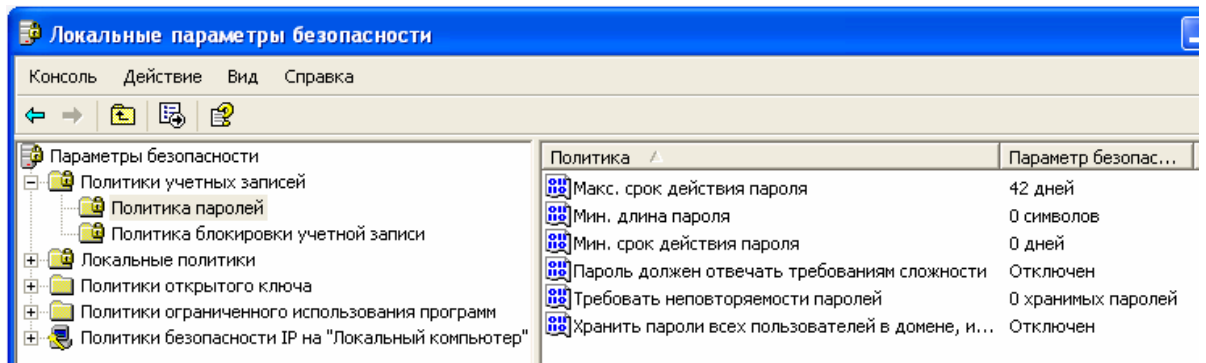 Локальные параметры безопасности
Консоль Действие Вид Справка
Параметры безопасности
Политики учетных записей
Политика паролей
Политика блокировки учетной записи
Локальные политики
Политики открытого ключа
Политики ограниченного использования программ
Политики безопасности IP на "Локальный компьютер"
Политика Параметр безопас...
Макс. срок действия пароля 42 дней
Мин. длина пароля 0 символов
Мин. срок действия пароля 0 дней
Пароль должен отвечать требованиям сложности Отключен
Требовать неповторяемости паролей 0 хранимых паролей
Хранить пароли всех пользователей в домене, и... Отключен